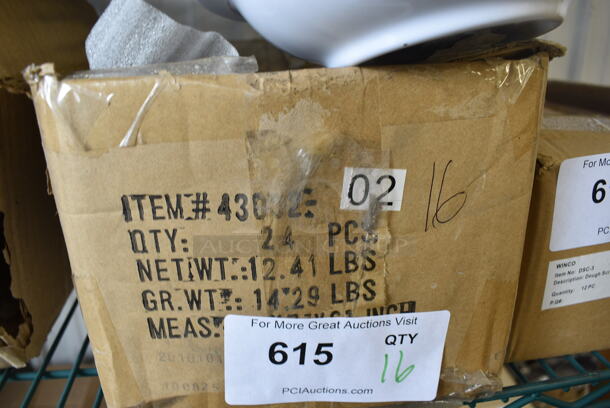 02
16
ITEM#
QTY: 24 PCS
NET.WT.:12.41 LBS
GR.WT.: 14.29 LBS
MEAS.
For More Great Auctions Visit
615
QTY
16
PCIAuctions.com
For Mo
6
PC
WINCO
Item No: DSC-3
Description: Dough
Quantity: 12 PC
P.O#: